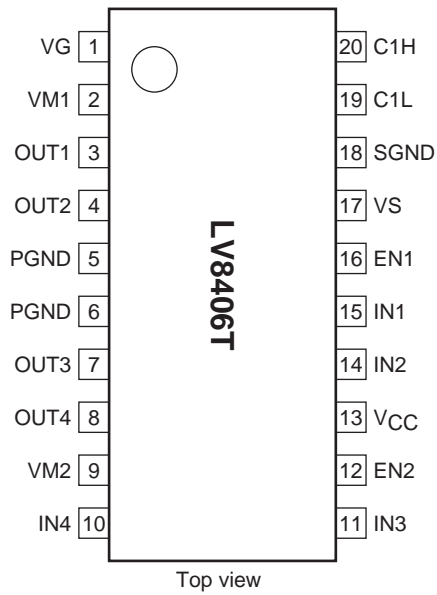 VG 1 20 C1H
VM1 2 19 C1L
OUT1 3 18 SGND
OUT2 4 17 VS
PGND 5 16 EN1
PGND 6 15 IN1
OUT3 7 14 IN2
OUT4 8 13 VCC
VM2 9 12 EN2
IN4 10 11 IN3
LV8406T
Top view